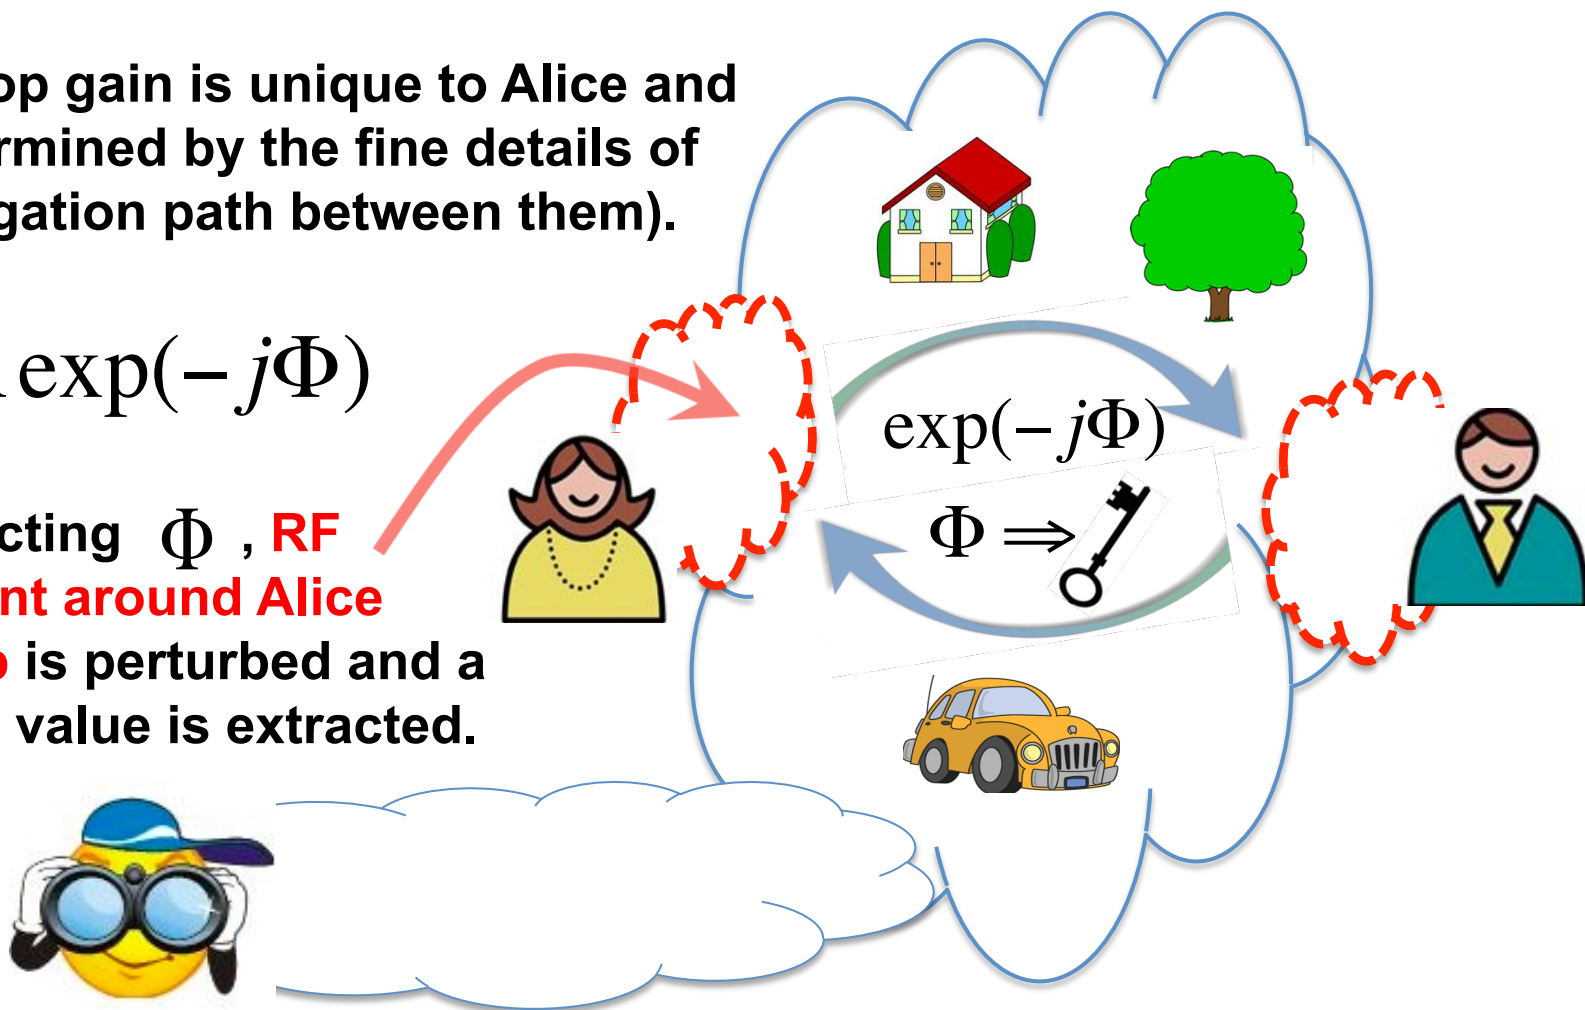 op gain is unique to Alice and
rmined by the fine details of
gation path between them).
exp(− jΦ)
cting Φ , RF
nt around Alice
is perturbed and a
value is extracted.
exp(− jΦ)
Φ ⇒